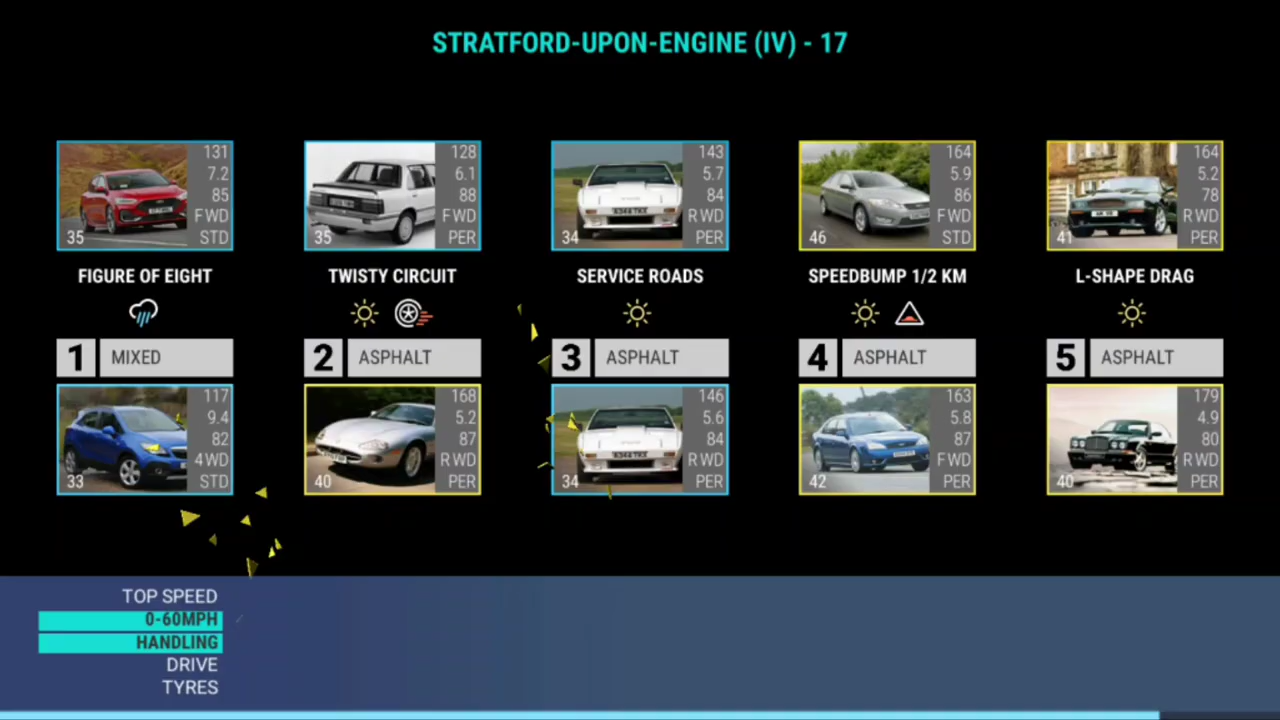 STRATFORD-UPON-ENGINE (IV) - 17
131
7.2
85
FWD
35 STD
128
6.1
88
FWD
35 PER
143
5.7
84
RWD
34 PER
164
5.9
86
FWD
46 STD
164
5.2
78
RWD
41 PER
FIGURE OF EIGHT
TWISTY CIRCUIT
SERVICE ROADS
SPEEDBUMP 1/2 KM
L-SHAPE DRAG
1 MIXED
2 ASPHALT
3 ASPHALT
4 ASPHALT
5 ASPHALT
117
9.4
82
4WD
33 STD
168
5.2
87
RWD
40 PER
146
5.6
84
RWD
34 PER
163
5.8
87
FWD
42 PER
179
4.9
80
RWD
40 PER
TOP SPEED
0-60MPH
HANDLING
DRIVE
TYRES